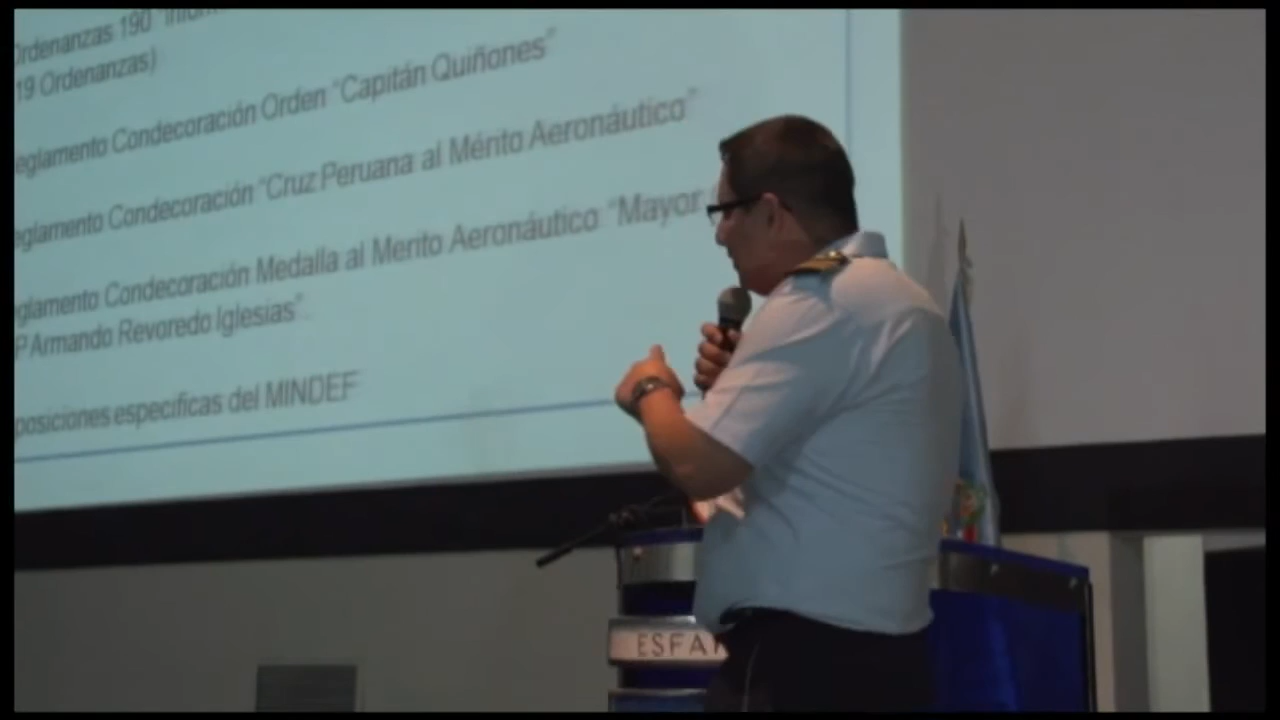 Ordenanzas 190 "Inform
19 Ordenanzas)
eglamento Condecoración Orden "Capitán Quiñones"
eglamento Condecoración "Cruz Peruana al Mérito Aeronáutico"
eglamento Condecoración Medalla al Merito Aeronáutico "Mayor
P Armando Revoredo Iglesias"
posiciones especificas del MINDEF
ESFA